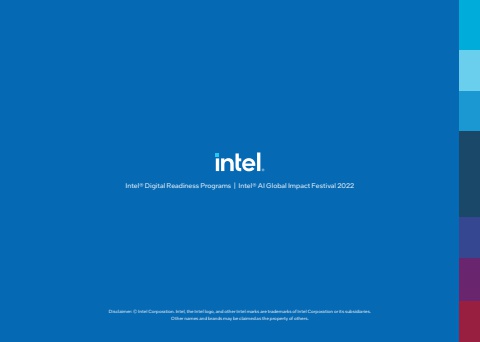 intel.
Intel® Digital Readiness Programs | Intel® AI Global Impact Festival 2022
Disclaimer: © Intel Corporation. Intel, the Intel logo, and other Intel marks are trademarks of Intel Corporation or its subsidiaries.
Other names and brands may be claimed as the property of others.